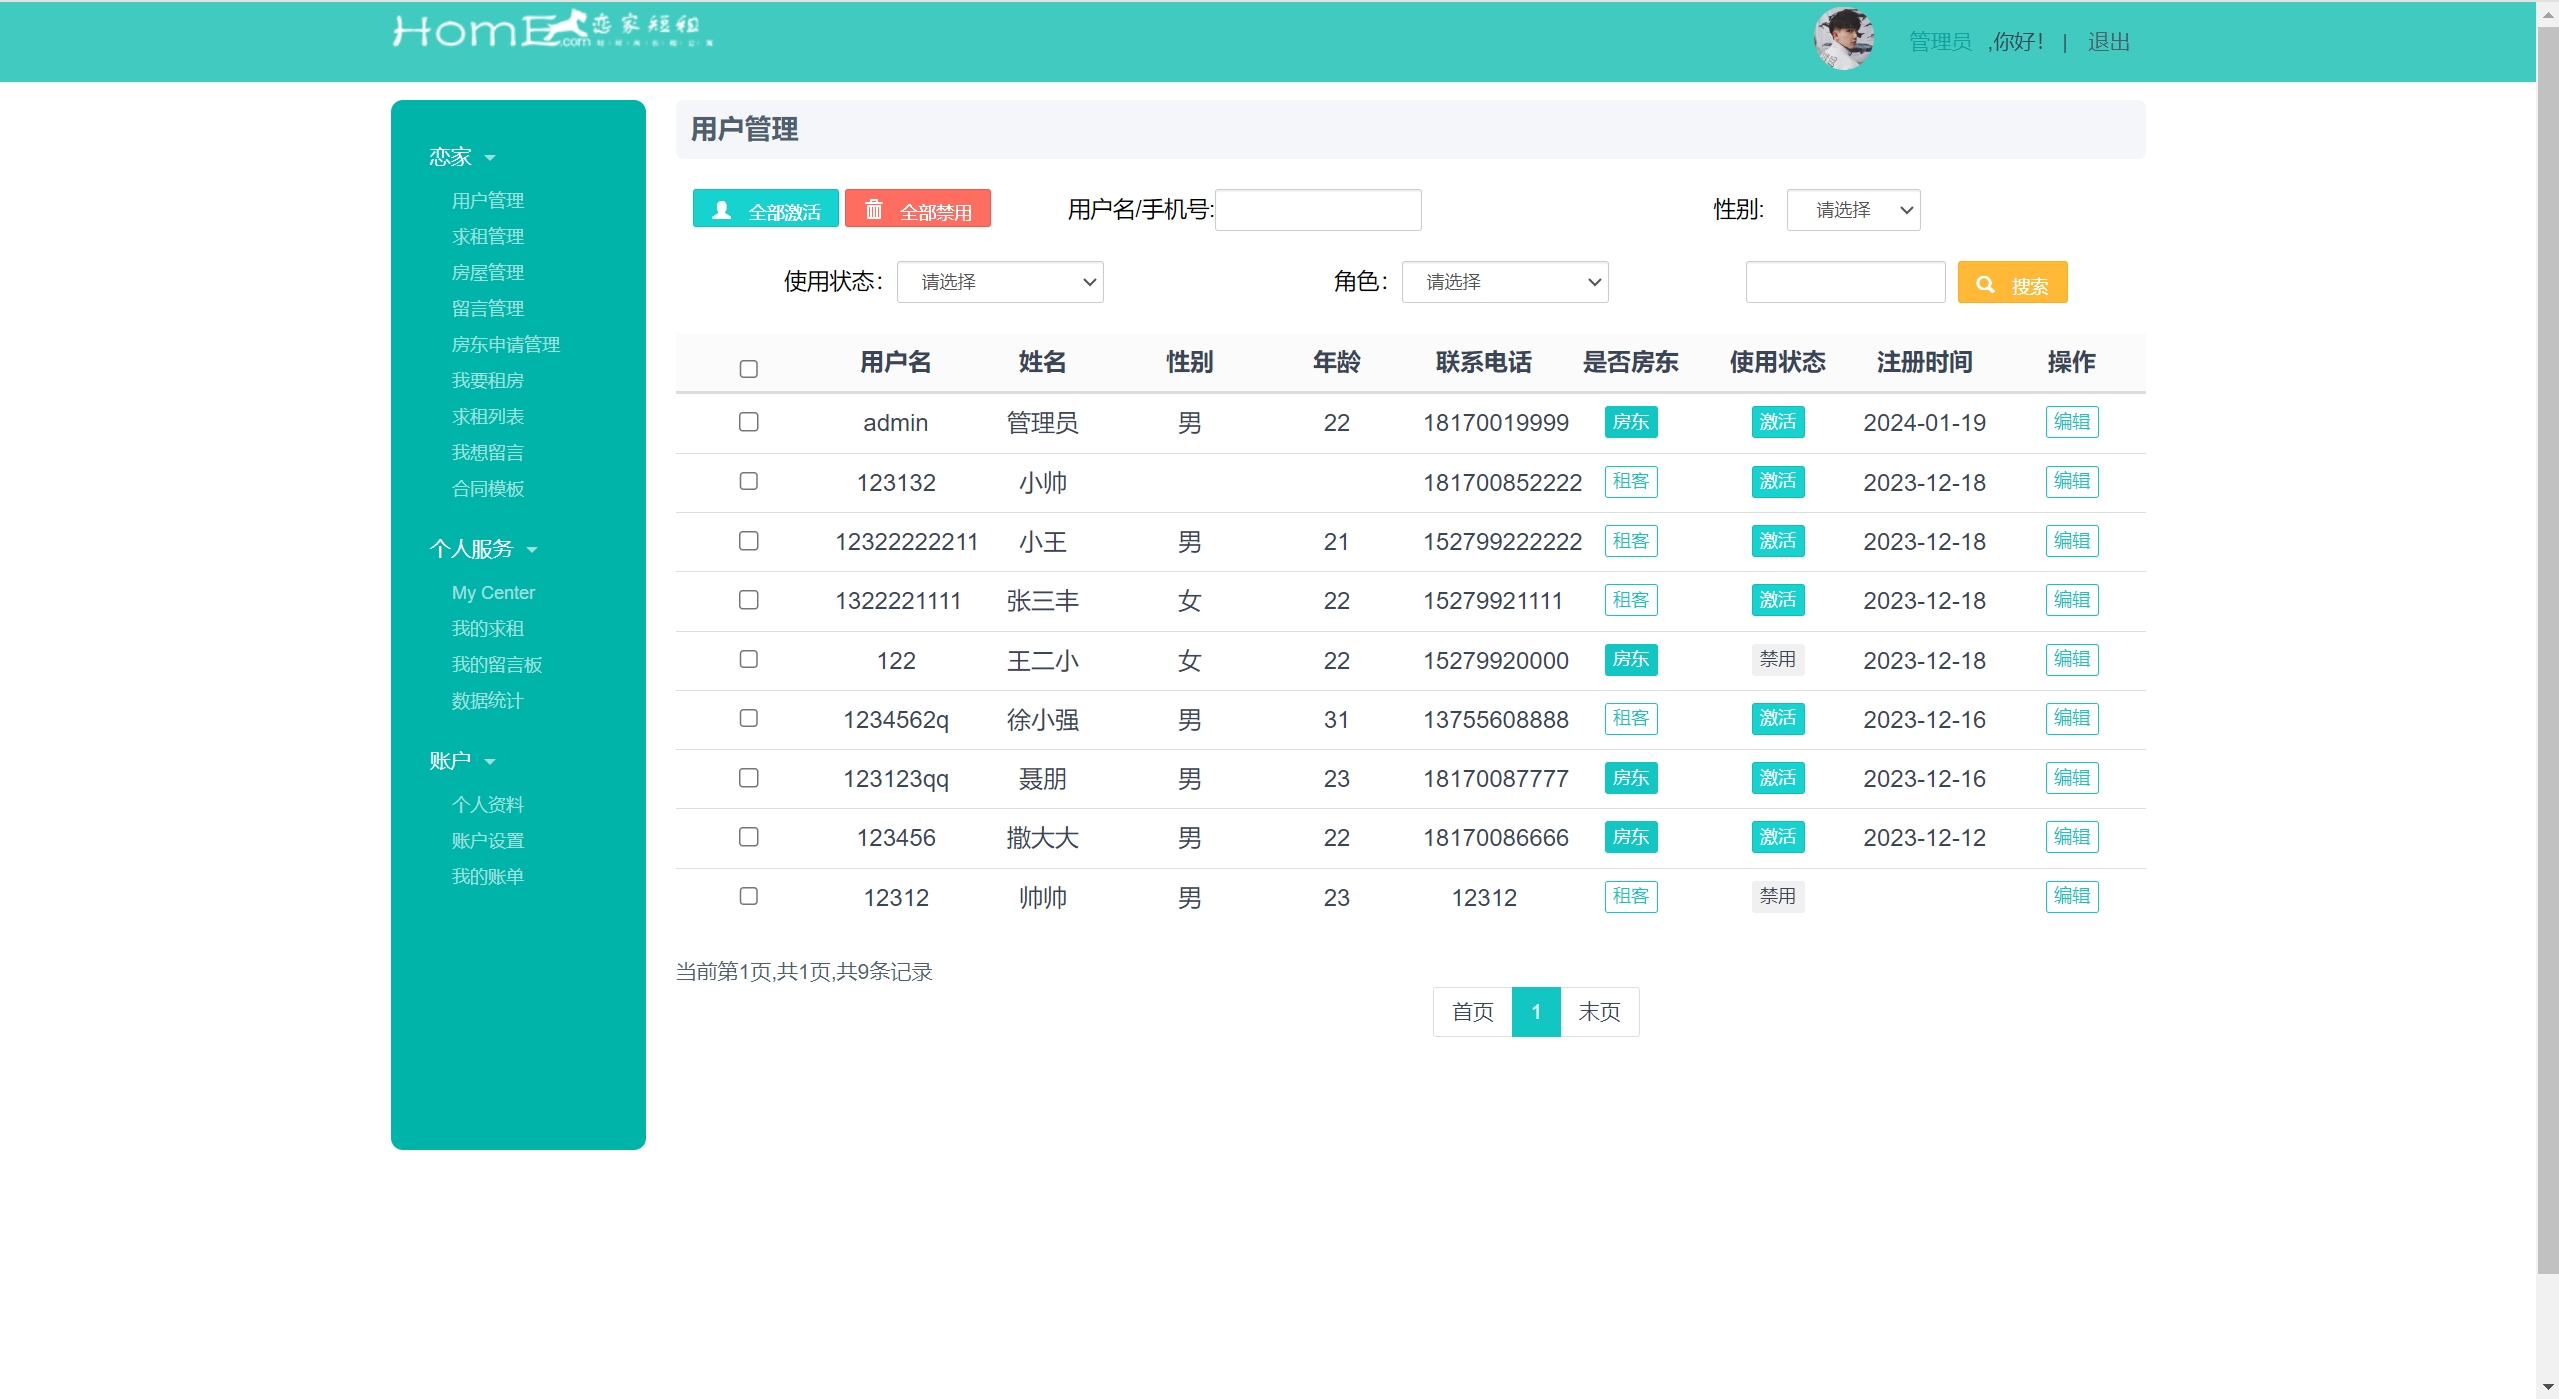 HomE.com 恋家短租
管理员 ,你好! | 退出
恋家
用户管理
求租管理
房屋管理
留言管理
房东申请管理
我要租房
求租列表
我想留言
合同模板
个人服务
My Center
我的求租
我的留言板
数据统计
账户
个人资料
账户设置
我的账单
用户管理
全部激活 全部禁用 用户名/手机号: 性别: 请选择
使用状态: 请选择 角色: 请选择 搜索
用户名 姓名 性别 年龄 联系电话 是否房东 使用状态 注册时间 操作
admin 管理员 男 22 18170019999 房东 激活 2024-01-19 编辑
123132 小帅 181700852222 租客 激活 2023-12-18 编辑
12322222211 小王 男 21 152799222222 租客 激活 2023-12-18 编辑
1322221111 张三丰 女 22 15279921111 租客 激活 2023-12-18 编辑
122 王二小 女 22 15279920000 房东 禁用 2023-12-18 编辑
1234562q 徐小强 男 31 13755608888 租客 激活 2023-12-16 编辑
123123qq 聂朋 男 23 18170087777 房东 激活 2023-12-16 编辑
123456 撒大大 男 22 18170086666 房东 激活 2023-12-12 编辑
12312 帅帅 男 23 12312 租客 禁用 编辑
当前第1页,共1页,共9条记录
首页 1 末页